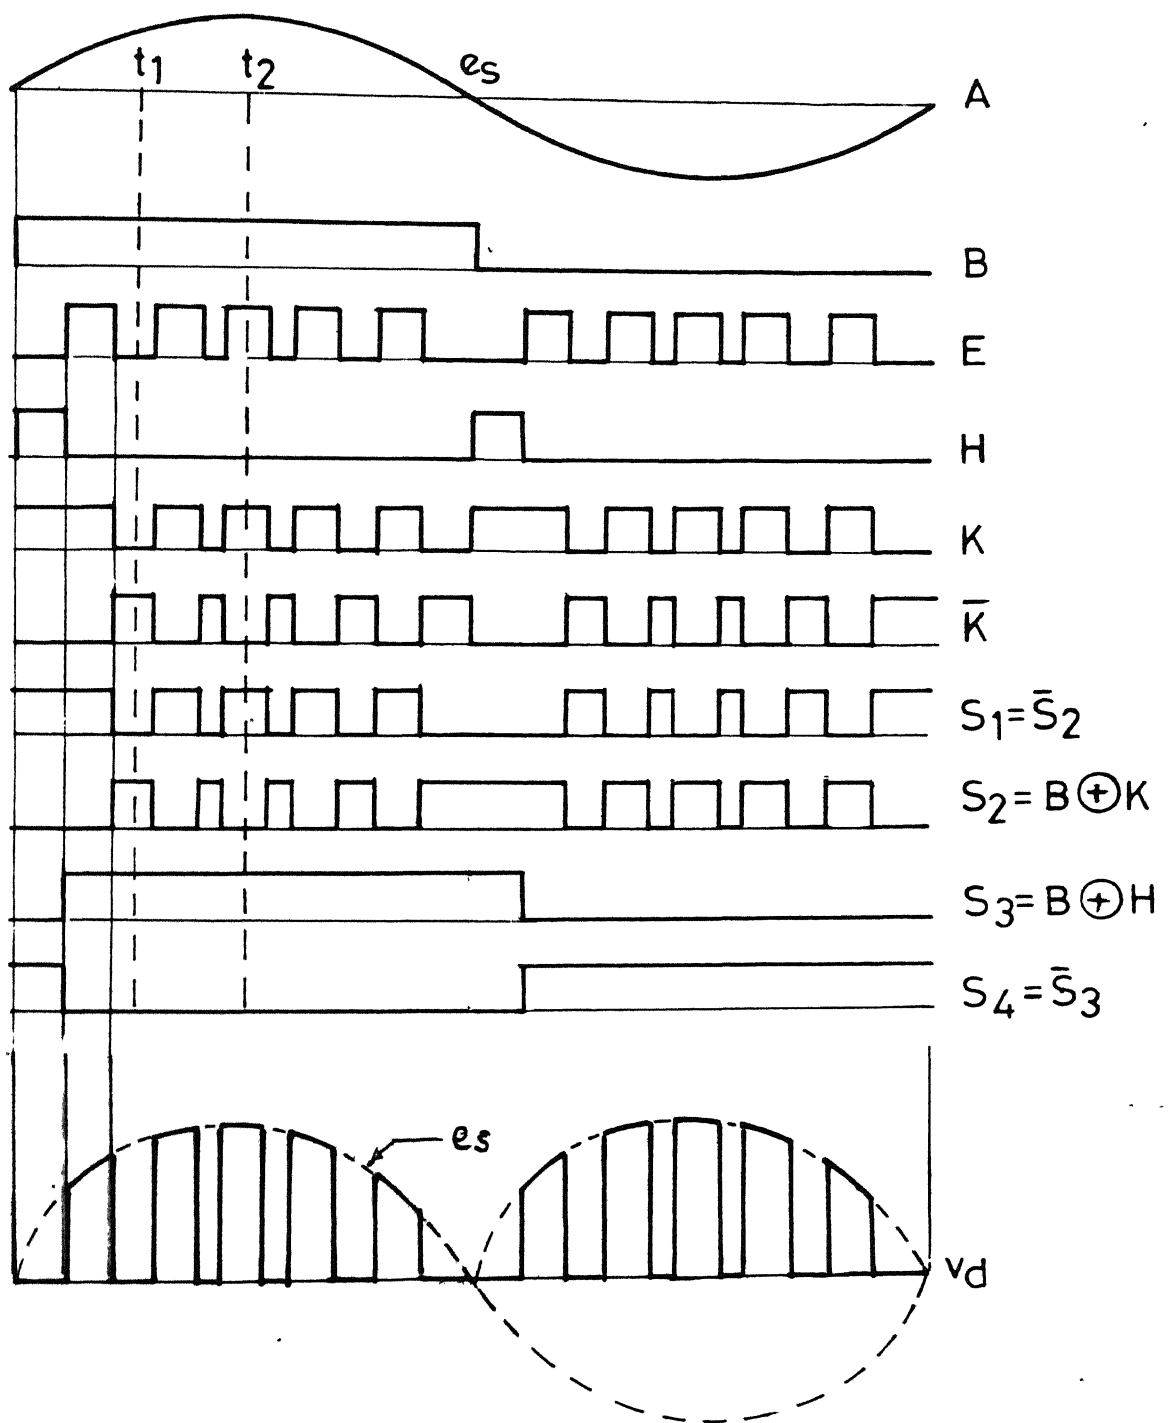 t1 t2 es
A
B
E
H
K
K̅
S1=S̅2
S2=B⊕K
S3=B⊕H
S4=S̅3
es
vd